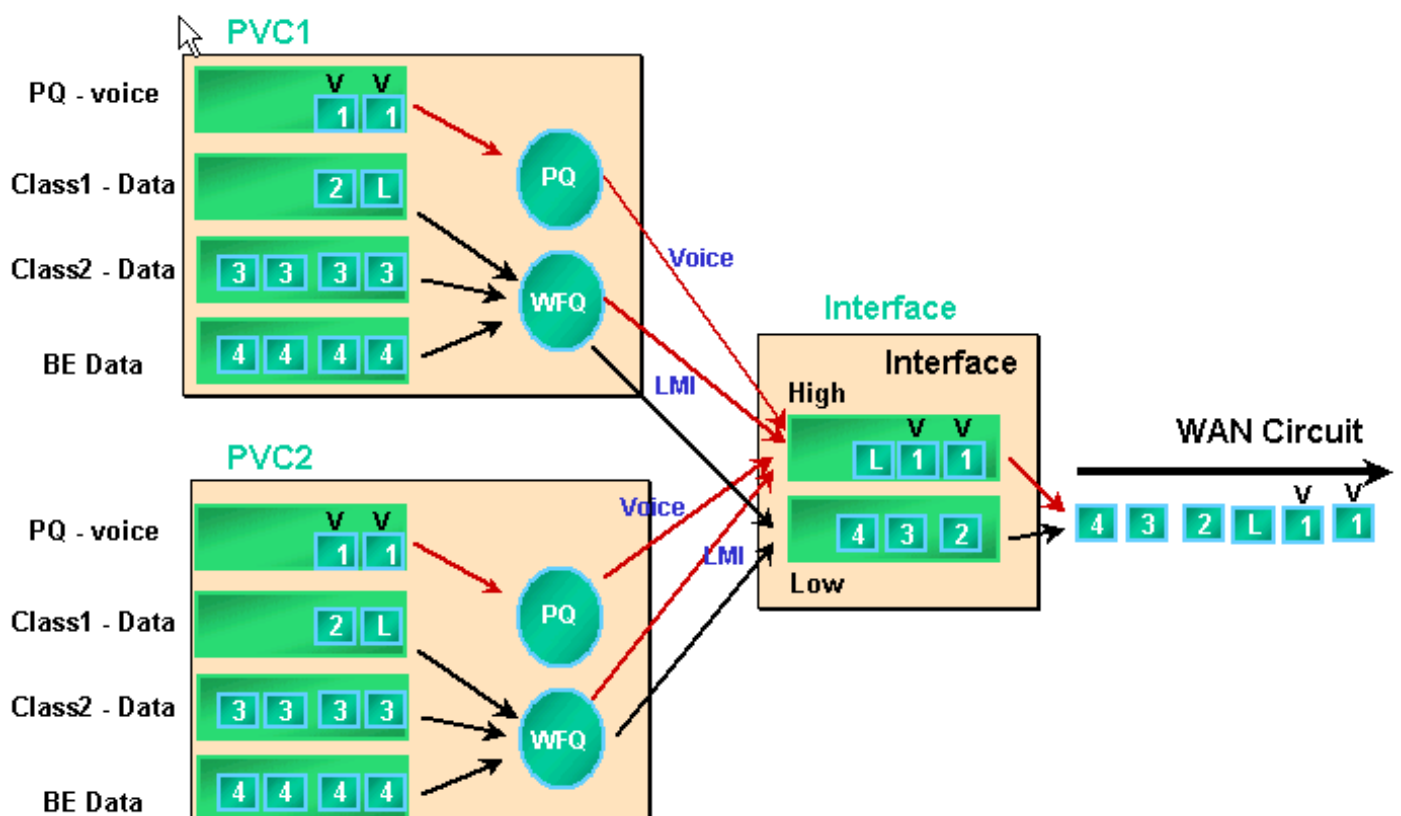 PVC1
PQ - voice
V V
1 1
Class1 - Data
2 L
Class2 - Data
3 3 3 3
BE Data
4 4 4 4
PQ
WFQ
Voice
LMI
PVC2
PQ - voice
V V
1 1
Class1 - Data
2 L
Class2 - Data
3 3 3 3
BE Data
4 4 4 4
PQ
WFQ
Voice
LMI
Interface
Interface
High
V V
L 1 1
4 3 2
Low
WAN Circuit
V V
4 3 2 L 1 1